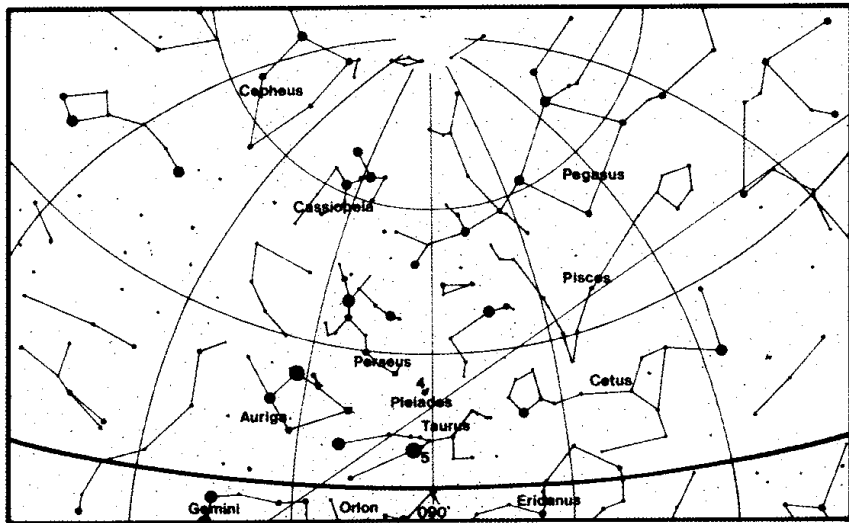 Cepheus
Pegasus
Cassiopeia
Pisces
Perseus
4
Cetus
Pleiades
Auriga
Taurus
5
Gemini
Orion
090°
Eridanus